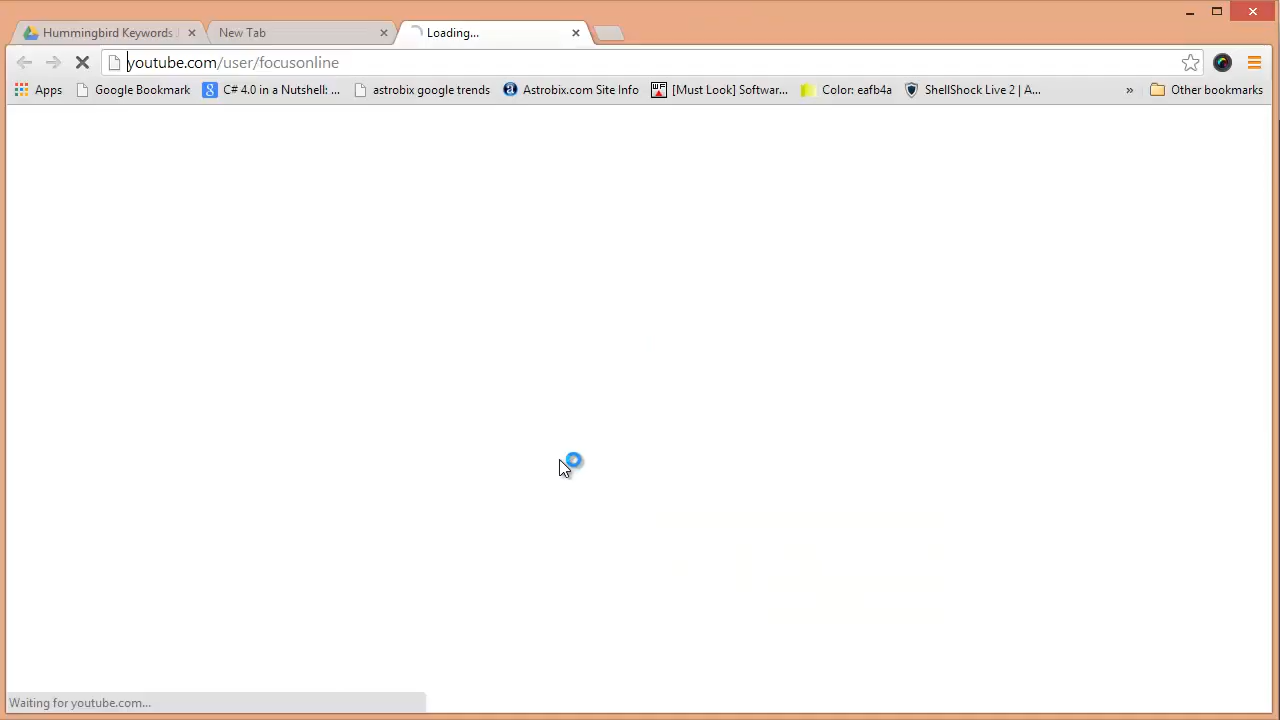 Hummingbird Keywords
New Tab
Loading...
youtube.com/user/focusonline
Apps
Google Bookmark
C# 4.0 in a Nutshell: ...
astrobix google trends
Astrobix.com Site Info
[Must Look] Softwar...
Color: eafb4a
ShellShock Live 2 | A...
»
Other bookmarks
Waiting for youtube.com...